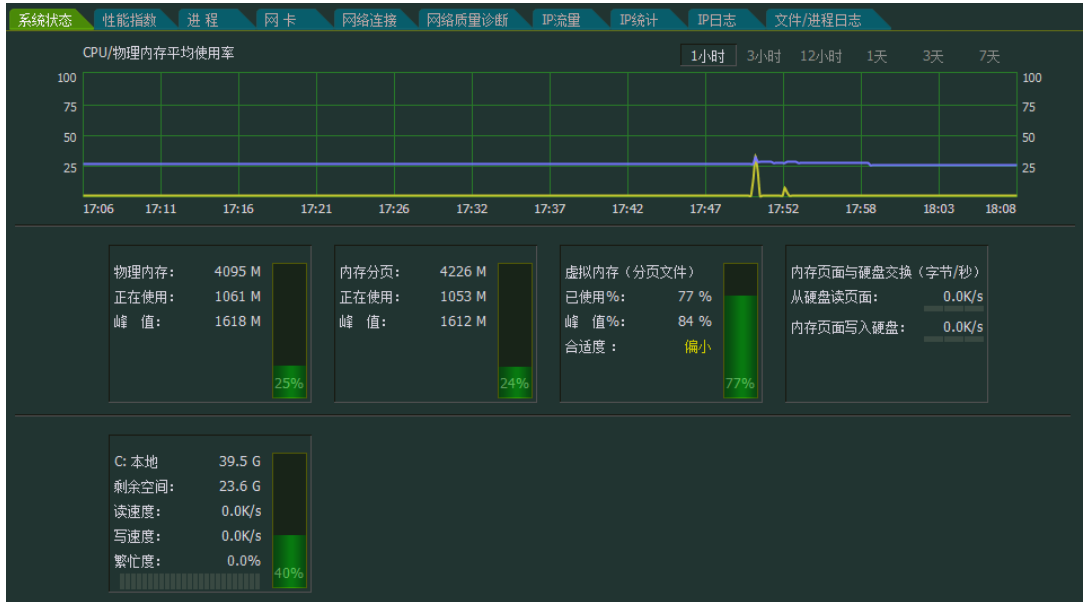 系统状态 性能指数 进 程 网 卡 网络连接 网络质量诊断 IP流量 IP统计 IP日志 文件/进程日志
CPU/物理内存平均使用率 1小时 3小时 12小时 1天 3天 7天
100 100
75 75
50 50
25 25
17:06 17:11 17:16 17:21 17:26 17:32 17:37 17:42 17:47 17:52 17:58 18:03 18:08
物理内存: 4095 M
正在使用: 1061 M
峰 值: 1618 M
25%
内存分页: 4226 M
正在使用: 1053 M
峰 值: 1612 M
24%
虚拟内存（分页文件）
已使用%: 77 %
峰 值%: 84 %
合适度 : 偏小
77%
内存页面与硬盘交换（字节/秒）
从硬盘读页面: 0.0K/s
内存页面写入硬盘: 0.0K/s
C: 本地 39.5 G
剩余空间: 23.6 G
读速度: 0.0K/s
写速度: 0.0K/s
繁忙度: 0.0%
40%